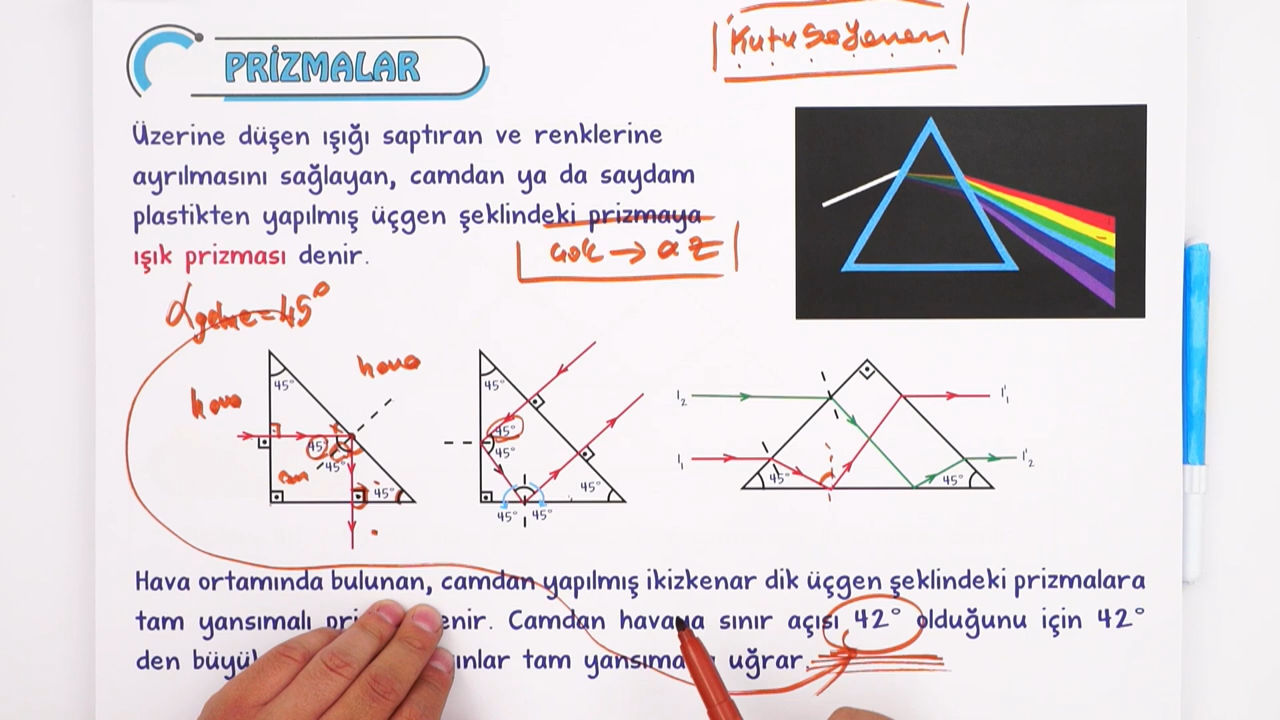 Kutu Sağanem
PRİZMALAR
Üzerine düşen ışığı saptıran ve renklerine
ayrılmasını sağlayan, camdan ya da saydam
plastikten yapılmış üçgen şeklindeki prizmaya
ışık prizması denir.
çok → az
αgelme = 45°
hava
hava
45°
45
45°
45°
cam
45°
45°
45°
45°
45°
45°
I₂
I₁
I'₁
I'₂
45°
45°
Hava ortamında bulunan, camdan yapılmış ikizkenar dik üçgen şeklindeki prizmalara
tam yansımalı pri enir. Camdan havaya sınır açısı 42° olduğunu için 42°
den büyü ınlar tam yansıma uğrar.